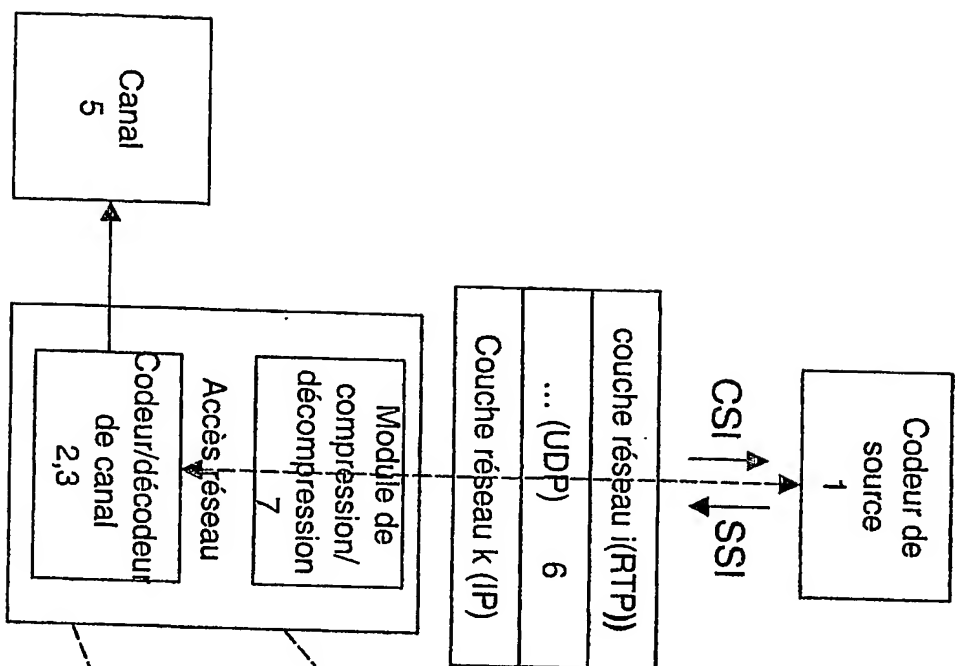 Codeur de
source
1
CSI
SSI
couche réseau i(RTP))
... (UDP) 6
Couche réseau k (IP)
Module de
compression/
décompression
7
Accès réseau
Codeur/décodeur
de canal
2,3
Canal
5